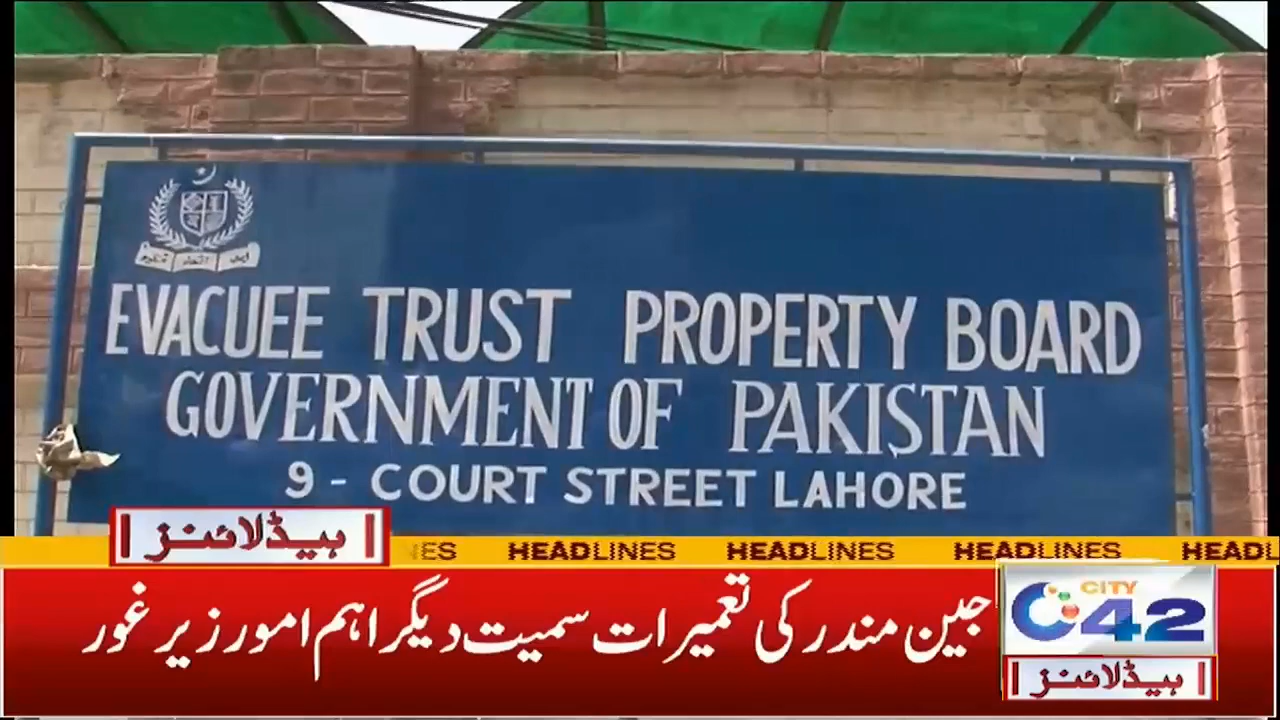 EVACUEE TRUST PROPERTY BOARD
GOVERNMENT OF PAKISTAN
9 - COURT STREET LAHORE
ہیڈلائنز
NES HEADLINES HEADLINES HEADLINES HEADL
جین مندر کی تعمیرات سمیت دیگر اہم امور زیر غور
CITY
42
ہیڈلائنز